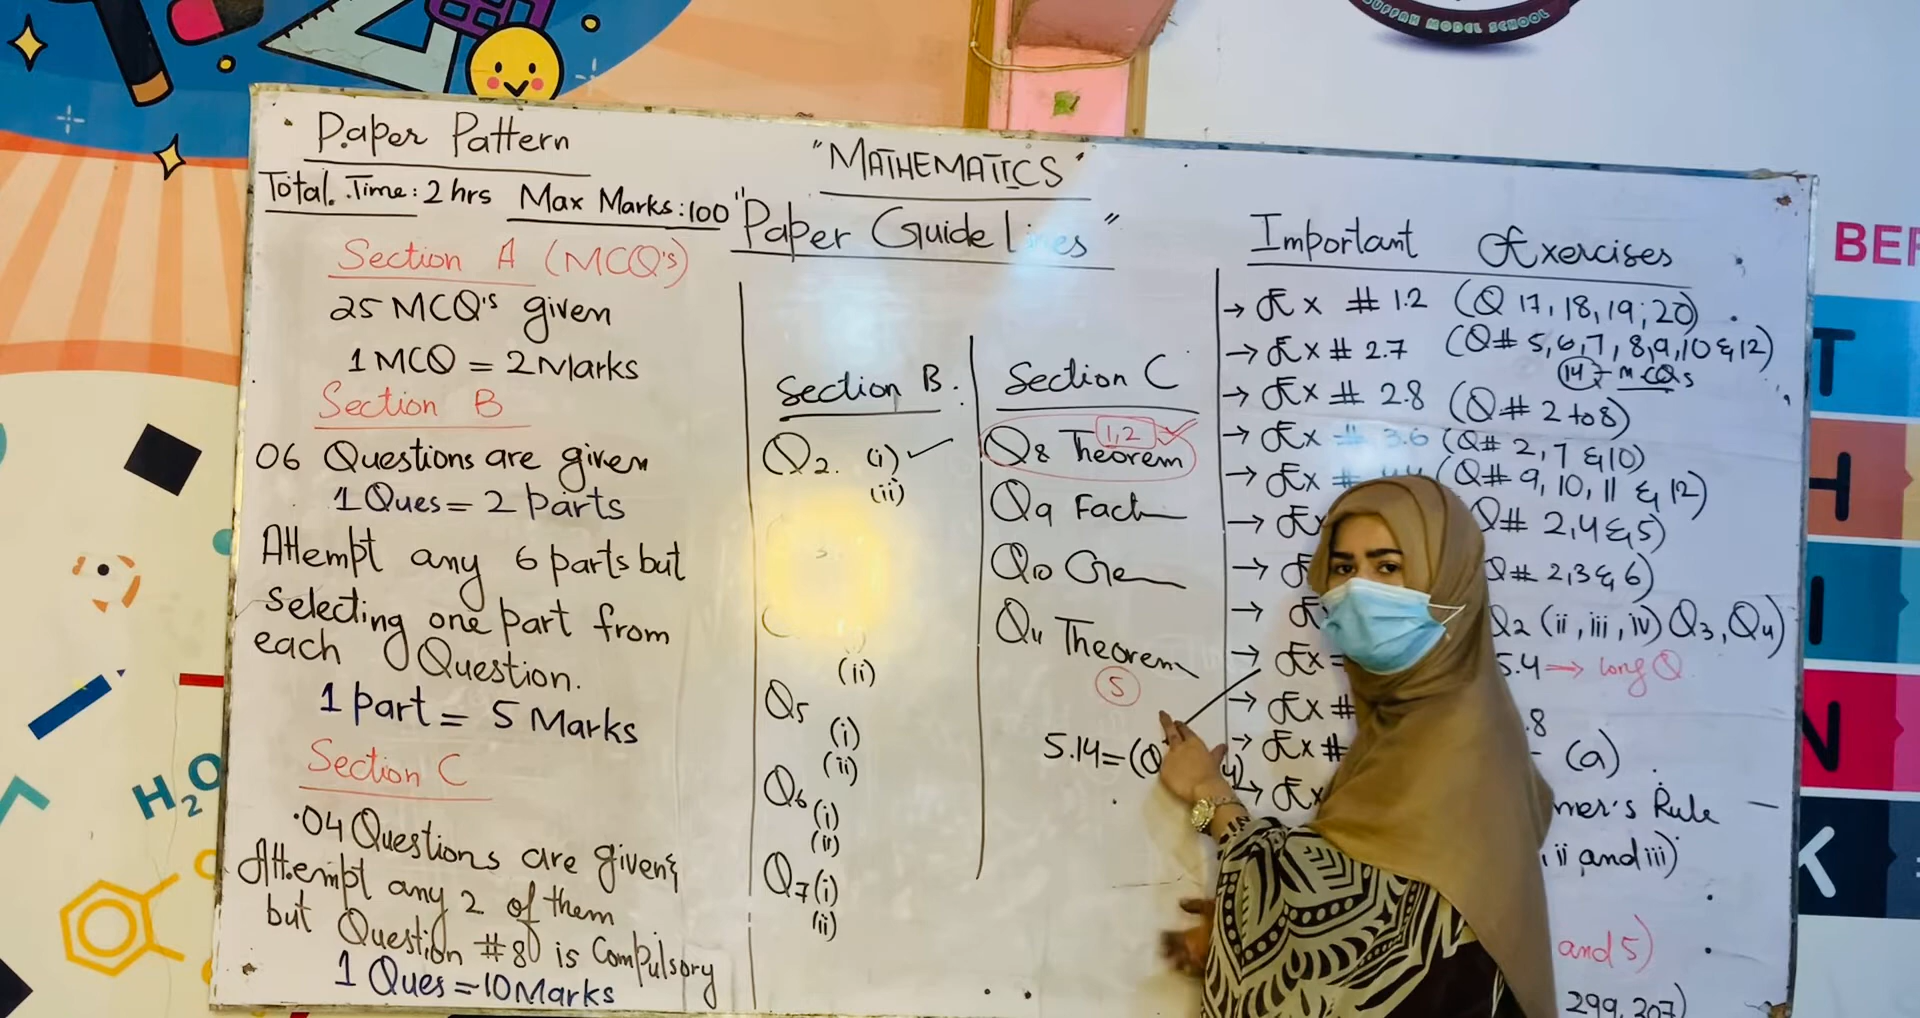 SUFFAH MODEL SCHOOL
Paper Pattern
"MATHEMATICS"
Total. Time: 2 hrs Max Marks: 100
"Paper Guide Lines"
Section A (MCQ's)
25 MCQ's given
1 MCQ = 2 Marks
Section B
06 Questions are given
1 Ques = 2 parts
Attempt any 6 parts but
Selecting one part from
each Question.
1 part = 5 Marks
Section C
04 Questions are given &
Attempt any 2 of them
but Question #8 is Compulsory
1 Ques = 10 Marks
Section B.
Q2. (i) ✓
(ii)
(ii)
Q5
(i)
(ii)
Q6
(i)
(ii)
Q7 (i)
(ii)
Section C
1,2
Q8 Theorem
Q9 Fact
Q10 Ge
Q11 Theorem
5
5.14=(Q
Important Exercises
→ Ex # 1.2 (Q 17, 18, 19, 20)
→ Ex # 2.7 (Q# 5,6,7,8,9,10 & 12)
14 - MCQs
→ Ex # 2.8 (Q# 2 to 8)
→ Ex # 3.6 (Q# 2, 7 & 10)
→ Ex # (Q# 9, 10, 11 & 12)
→ Ex Q# 2,4 & 5)
→ Q# 2,3 & 6)
→ Q2 (ii, iii, iv) Q3, Q4)
→ Ex 5.4 → long Q
→ Ex # .8
→ Ex # (a)
→ Ex mer's Rule
ii and iii)
and 5)
299, 307)
H₂O
BEF
T
H
I
N
K